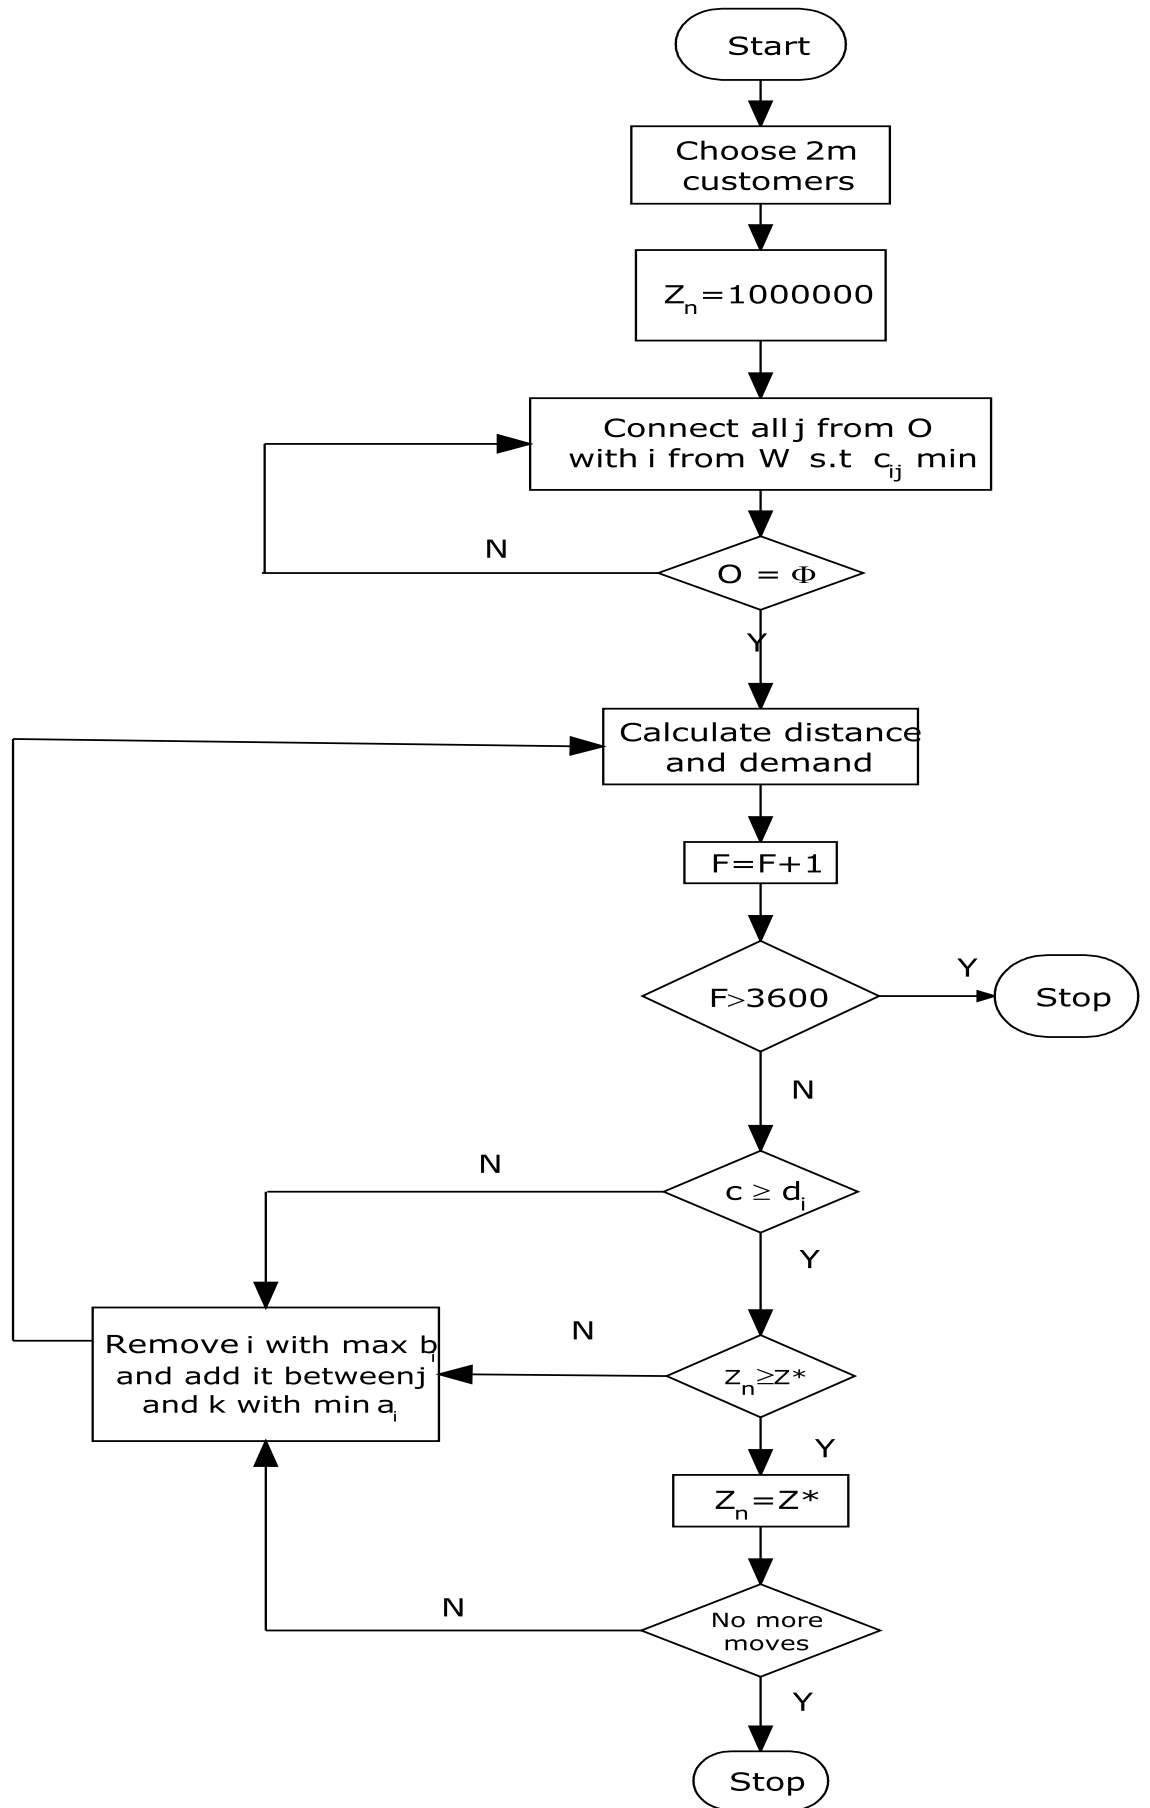 Start
Choose 2m
customers
Zn=1000000
Connect all j from O
with i from W s.t cij min
N
O = Φ
Y
Calculate distance
and demand
F=F+1
F>3600
Y
Stop
N
N
c ≥ di
Y
Remove i with max bi
and add it between j
and k with min ai
N
Zn≥Z*
Y
Zn=Z*
N
No more
moves
Y
Stop